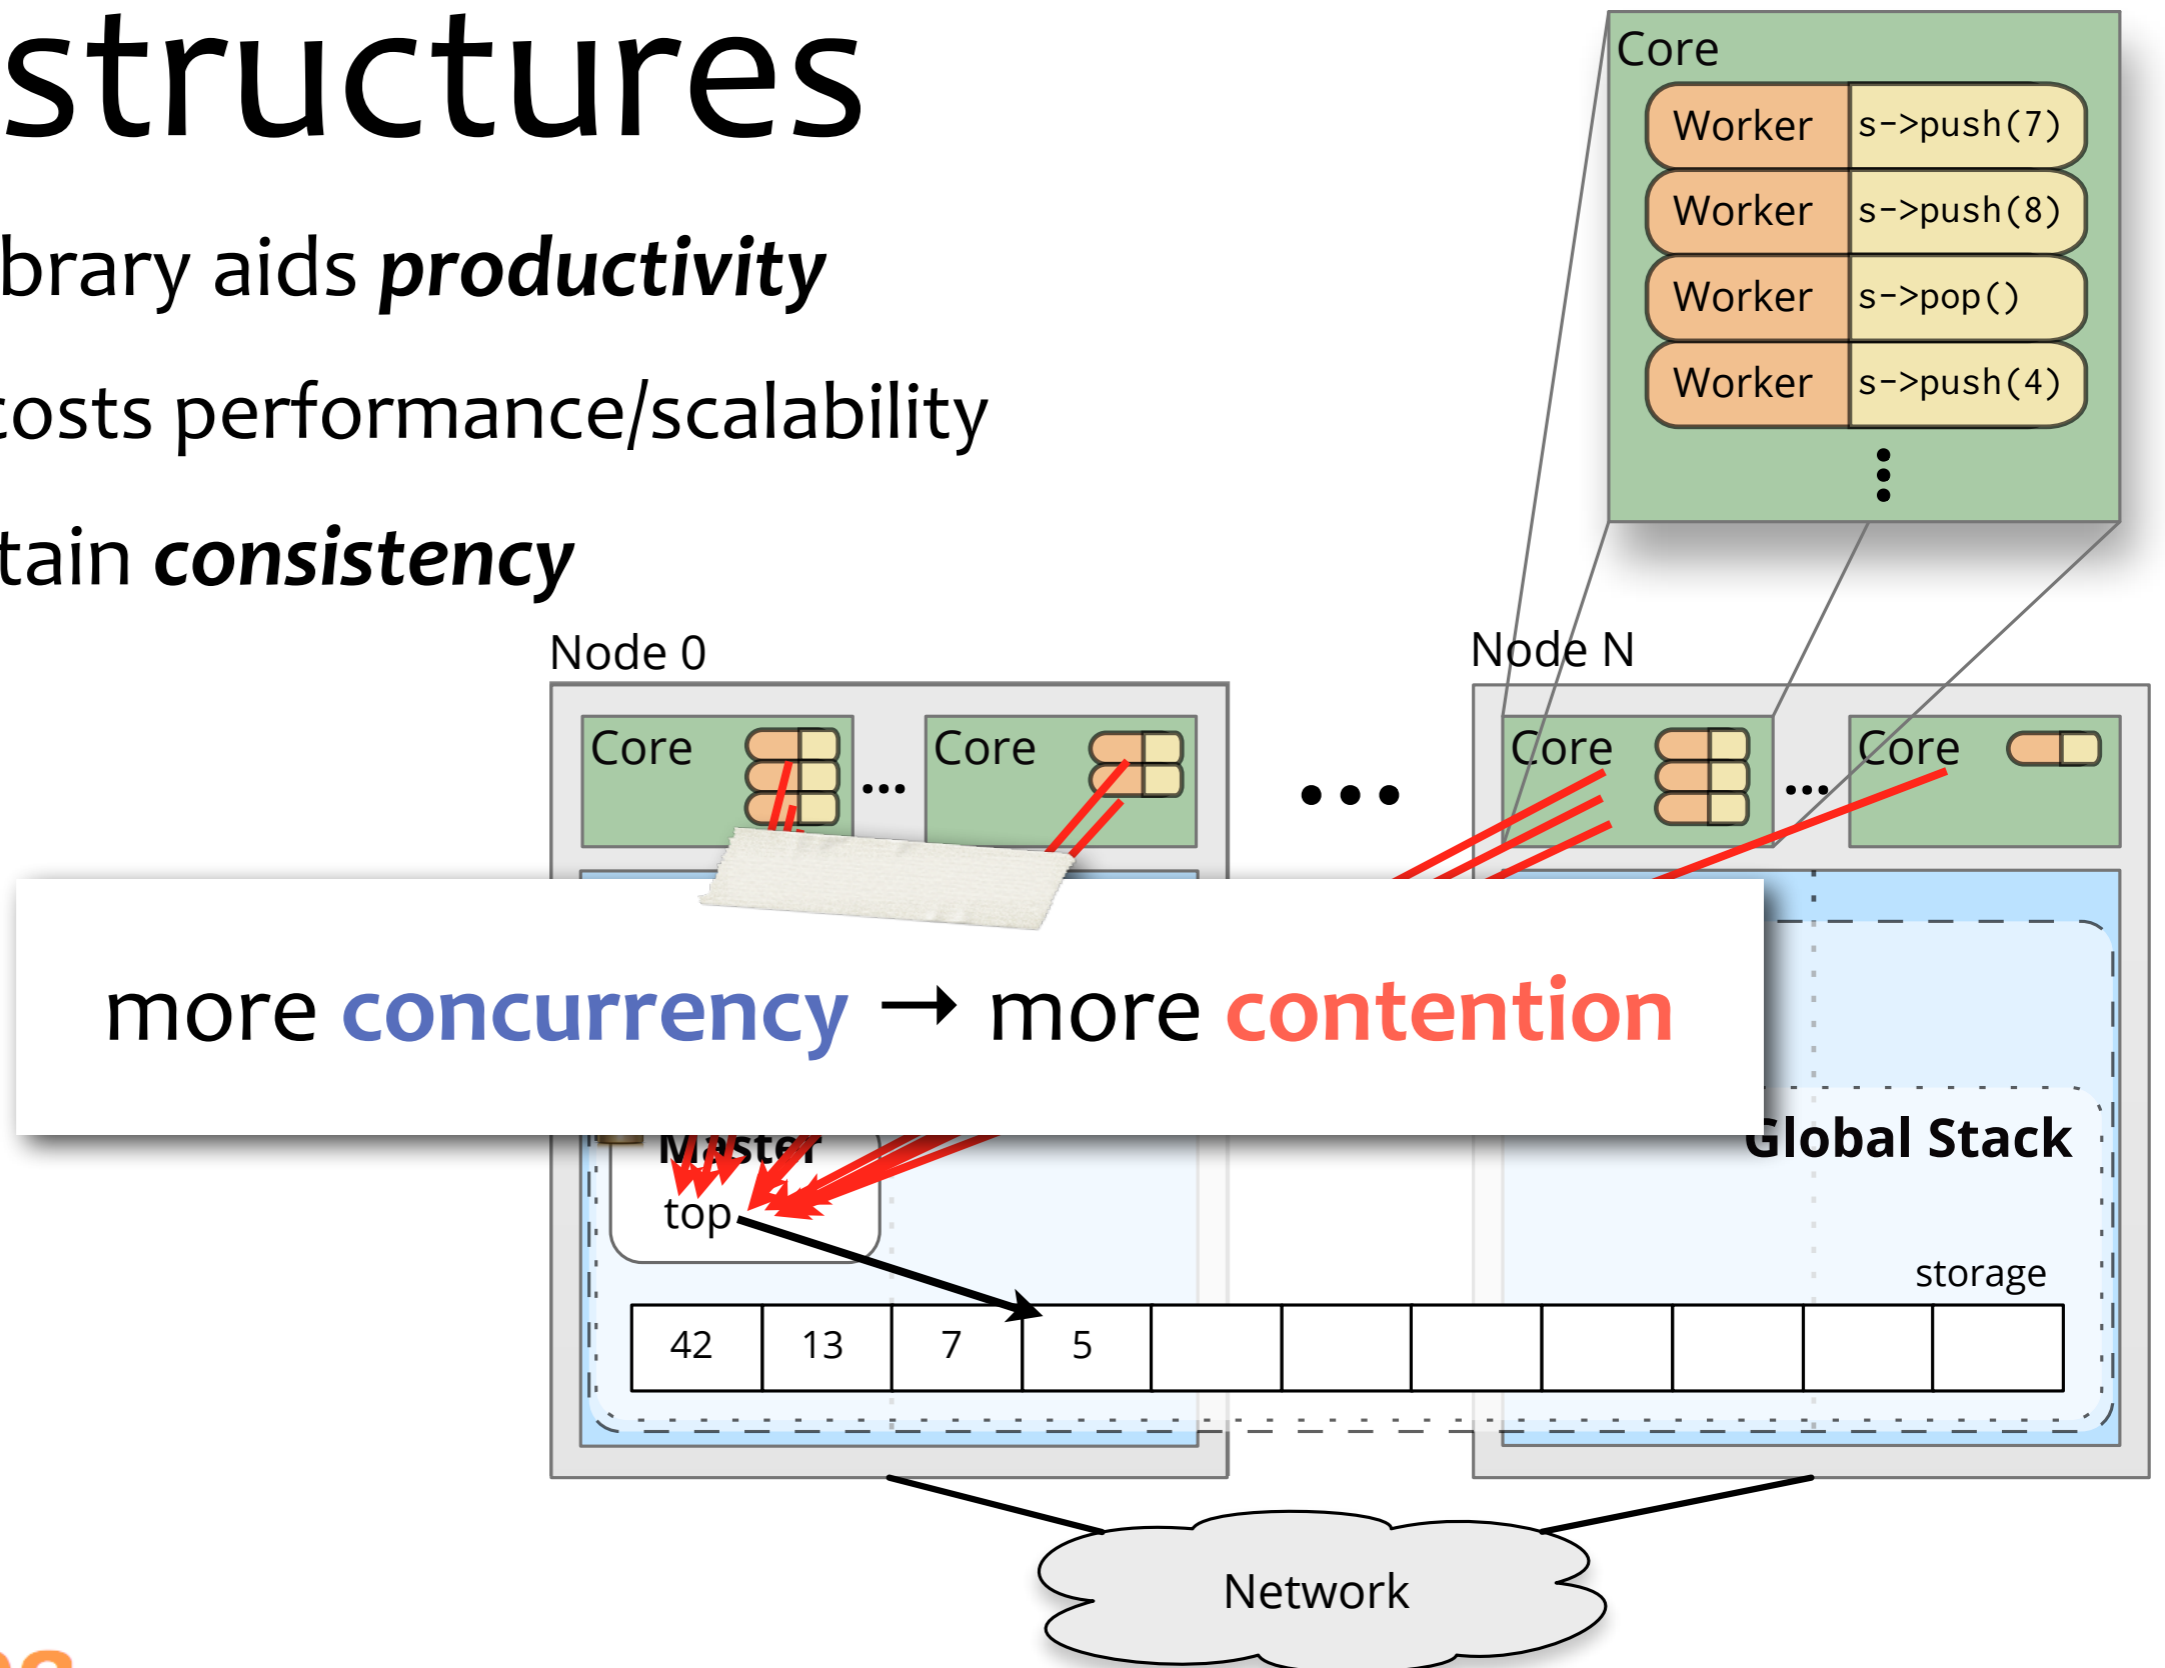 structures
brary aids productivity
costs performance/scalability
tain consistency
Core
Worker s->push(7)
Worker s->push(8)
Worker s->pop()
Worker s->push(4)
Node 0
Node N
Core ... Core
Core ... Core
more concurrency → more contention
Master
top
Global Stack
storage
42 13 7 5
Network